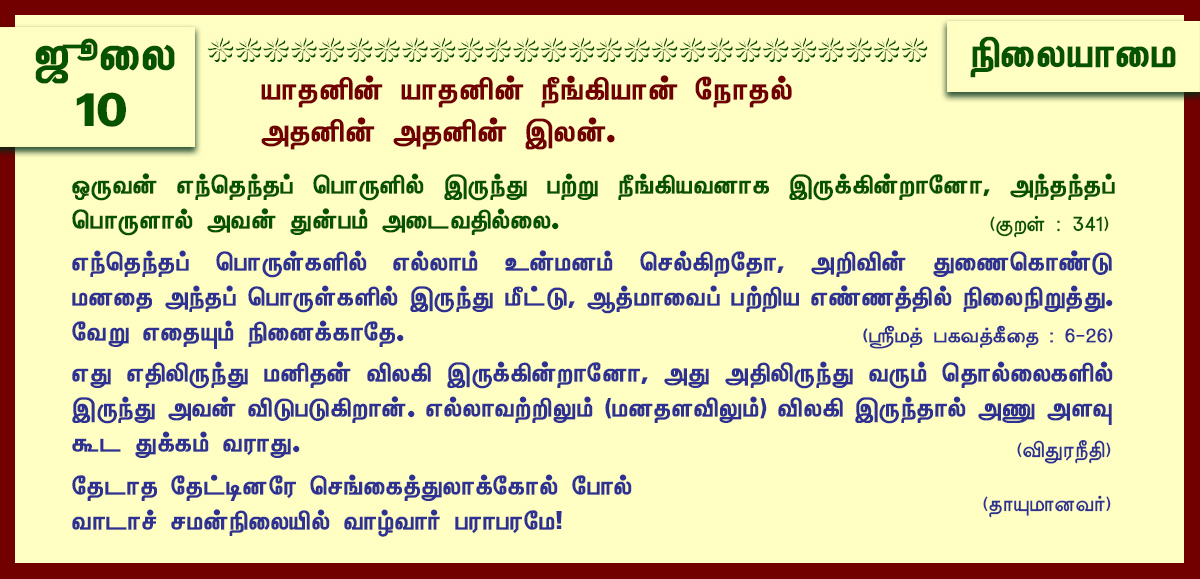 ஜூலை
10
நிலையாமை
யாதனின் யாதனின் நீங்கியான் நோதல்
அதனின் அதனின் இலன்.
ஒருவன் எந்தெந்தப் பொருளில் இருந்து பற்று நீங்கியவனாக இருக்கின்றானோ, அந்தந்தப்
பொருளால் அவன் துன்பம் அடைவதில்லை.
(குறள் : 341)
எந்தெந்தப் பொருள்களில் எல்லாம் உன்மனம் செல்கிறதோ, அறிவின் துணைகொண்டு
மனதை அந்தப் பொருள்களில் இருந்து மீட்டு, ஆத்மாவைப் பற்றிய எண்ணத்தில் நிலைநிறுத்து.
வேறு எதையும் நினைக்காதே.
(ஸ்ரீமத் பகவத்கீதை : 6-26)
எது எதிலிருந்து மனிதன் விலகி இருக்கின்றானோ, அது அதிலிருந்து வரும் தொல்லைகளில்
இருந்து அவன் விடுபடுகிறான். எல்லாவற்றிலும் (மனதளவிலும்) விலகி இருந்தால் அணு அளவு
கூட துக்கம் வராது.
(விதுரநீதி)
தேடாத தேட்டினரே செங்கைத்துலாக்கோல் போல்
வாடாச் சமன்நிலையில் வாழ்வார் பராபரமே!
(தாயுமானவர்)